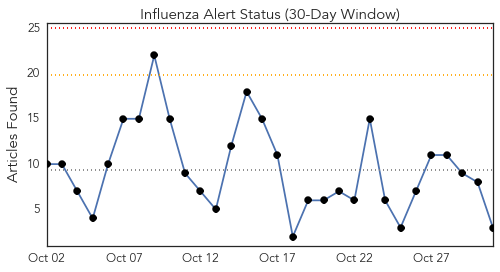 Influenza Alert Status (30-Day Window)
25
20
15
10
5
Articles Found
Oct 02 Oct 07 Oct 12 Oct 17 Oct 22 Oct 27